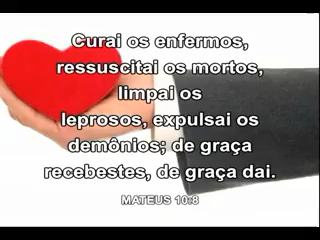 Curai os enfermos,
ressuscitai os mortos,
limpai os
leprosos, expulsai os
demônios; de graça
recebestes, de graça dai.
MATEUS 10:8